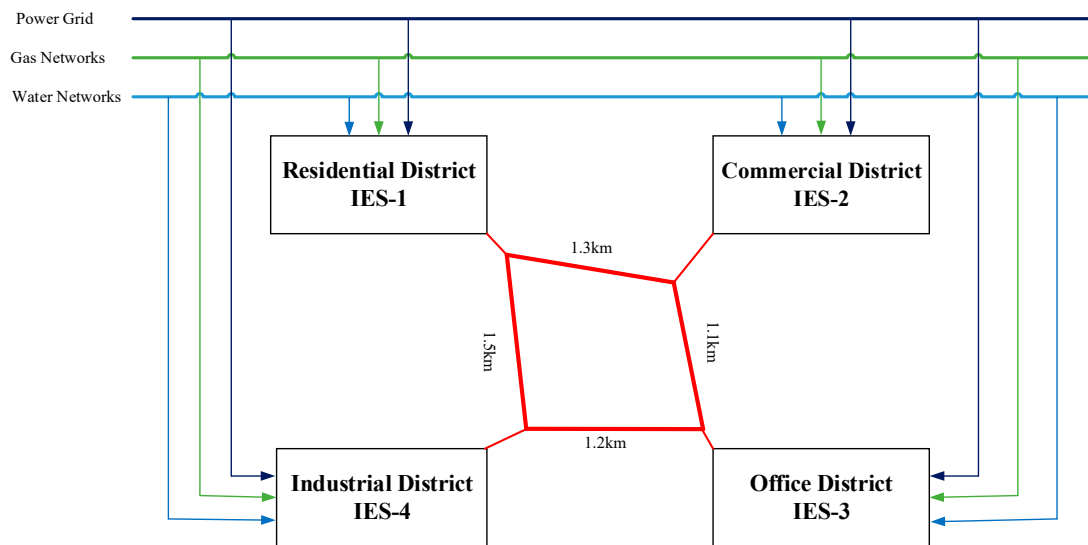 Power Grid
Gas Networks
Water Networks
Residential District
IES-1
Commercial District
IES-2
1.3km
1.5km
1.1km
1.2km
Industrial District
IES-4
Office District
IES-3